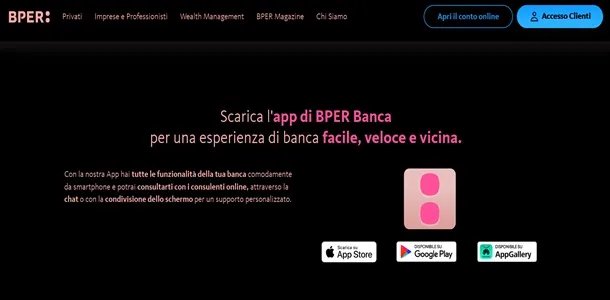 BPER:
Privati
Imprese e Professionisti
Wealth Management
BPER Magazine
Chi Siamo
Apri il conto online
Accesso Clienti
Scarica l'app di BPER Banca
per una esperienza di banca facile, veloce e vicina.
Con la nostra App hai tutte le funzionalità della tua banca comodamente
da smartphone e potrai consultarti con i consulenti online, attraverso la
chat o con la condivisione dello schermo per un supporto personalizzato.
Scarica su
App Store
DISPONIBILE SU
Google Play
DISPONIBILE SU
AppGallery